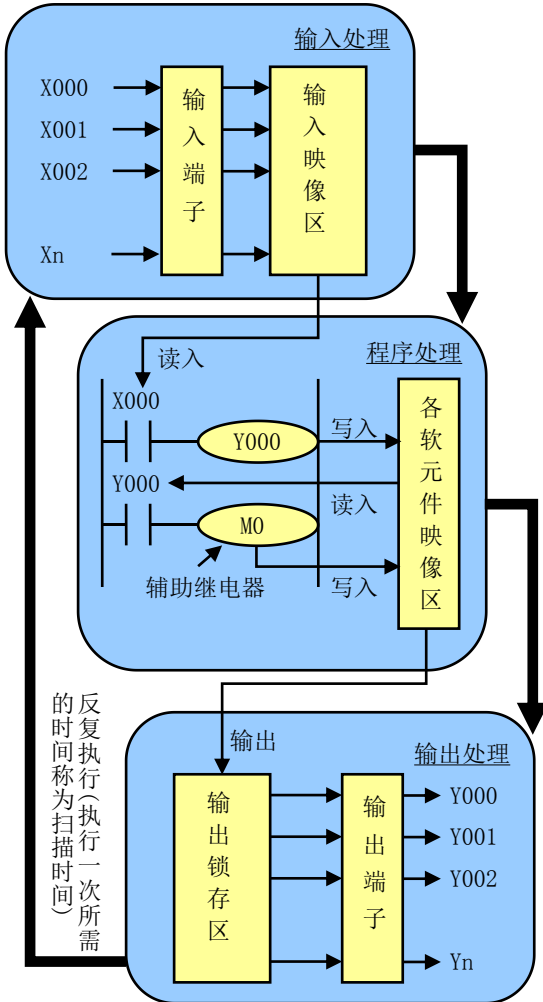 输入处理
X000
X001
X002
Xn
输入端子
输入映像区
读入
程序处理
X000
Y000
写入
Y000
读入
M0
辅助继电器
写入
各软元件映像区
反复执行(执行一次所需
的时间称为扫描时间)
输出
输出处理
输出锁存区
输出端子
Y000
Y001
Y002
Yn